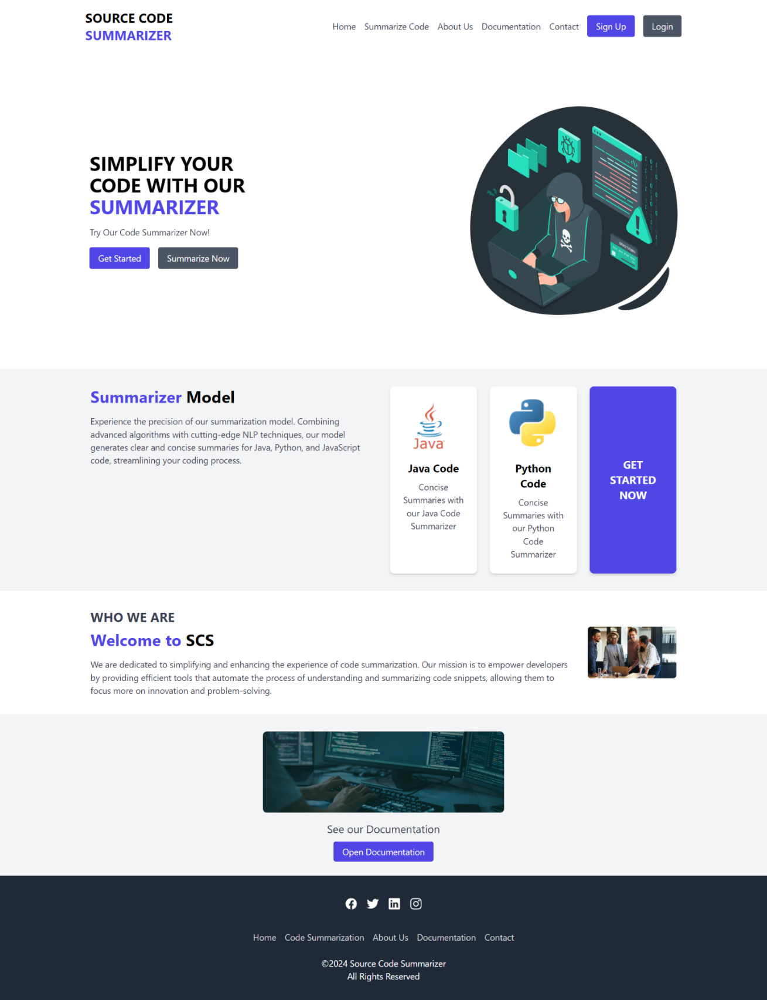 SOURCE CODE
SUMMARIZER
Home Summarize Code About Us Documentation Contact Sign Up Login
SIMPLIFY YOUR
CODE WITH OUR
SUMMARIZER
Try Our Code Summarizer Now!
Get Started Summarize Now
Summarizer Model
Experience the precision of our summarization model. Combining
advanced algorithms with cutting-edge NLP techniques, our model
generates clear and concise summaries for Java, Python, and JavaScript
code, streamlining your coding process.
Java
Java Code
Concise
Summaries with
our Java Code
Summarizer
Python
Code
Concise
Summaries with
our Python
Code
Summarizer
GET
STARTED
NOW
WHO WE ARE
Welcome to SCS
We are dedicated to simplifying and enhancing the experience of code summarization. Our mission is to empower developers
by providing efficient tools that automate the process of understanding and summarizing code snippets, allowing them to
focus more on innovation and problem-solving.
See our Documentation
Open Documentation
Home Code Summarization About Us Documentation Contact
©2024 Source Code Summarizer
All Rights Reserved